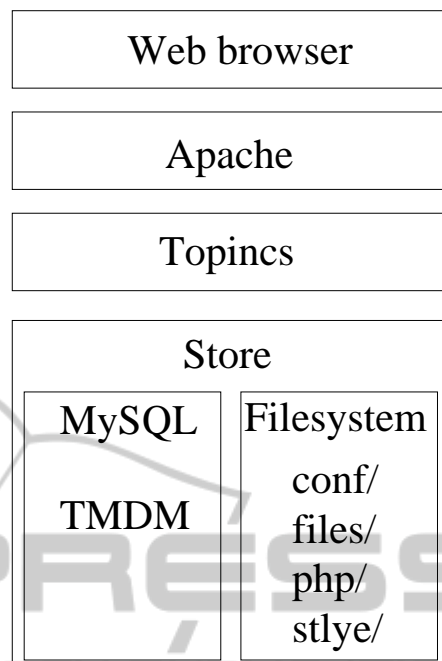 Web browser
Apache
Topincs
Store
MySQL
TMDM
Filesystem
conf/
files/
php/
stlye/